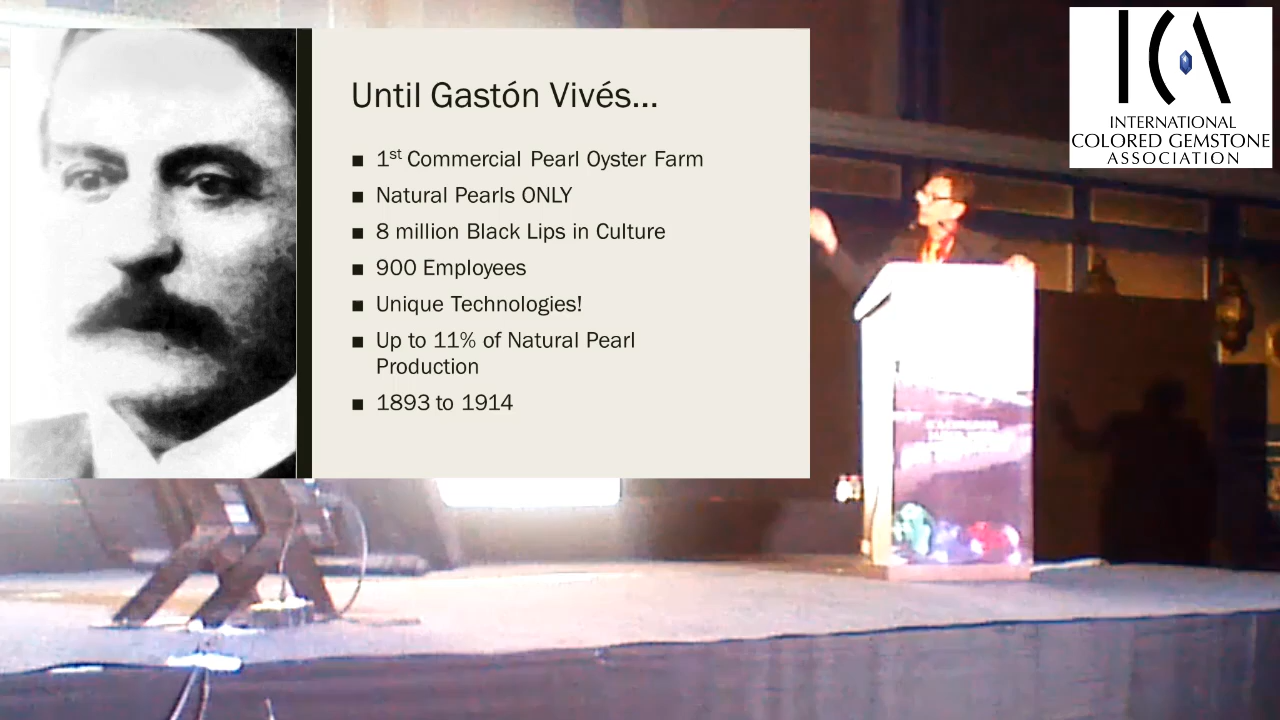 Until Gastón Vivés...
■ 1st Commercial Pearl Oyster Farm
■ Natural Pearls ONLY
■ 8 million Black Lips in Culture
■ 900 Employees
■ Unique Technologies!
■ Up to 11% of Natural Pearl
Production
■ 1893 to 1914
ICA
INTERNATIONAL
COLORED GEMSTONE
ASSOCIATION